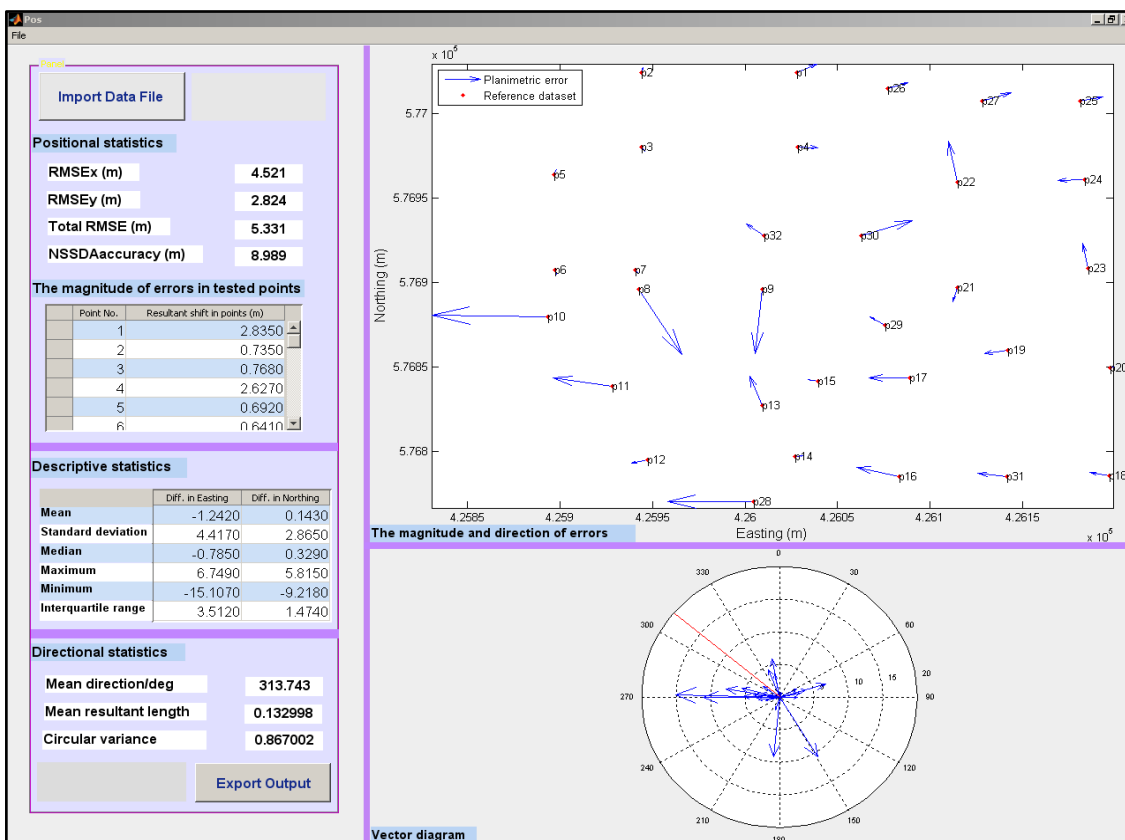 Pos
File
Import Data File
Positional statistics
RMSEx (m) 4.521
RMSEy (m) 2.824
Total RMSE (m) 5.331
NSSDAaccuracy (m) 8.989
The magnitude of errors in tested points
Point No. Resultant shift in points (m)
1 2.8350
2 0.7350
3 0.7680
4 2.6270
5 0.6920
6 0.6410
Descriptive statistics
Diff. in Easting Diff. in Northing
Mean -1.2420 0.1430
Standard deviation 4.4170 2.8650
Median -0.7850 0.3290
Maximum 6.7490 5.8150
Minimum -15.1070 -9.2180
Interquartile range 3.5120 1.4740
Directional statistics
Mean direction/deg 313.743
Mean resultant length 0.132998
Circular variance 0.867002
Export Output
x 10^5
Planimetric error
Reference dataset
p2 p1 p26 p27 p25
5.77
p3 p4
p5 p22 p24
5.7695
p32 p30
p6 p7 p23
5.769
p8 p9 p21
p10 p29
p19
5.7685
p20
p11 p15 p17
p13
p12 p14
5.768
p16 p31 p18
p28
4.2585 4.259 4.2595 4.26 4.2605 4.261 4.2615
Northing (m)
Easting (m)
x 10^5
The magnitude and direction of errors
0
330 30
300 60
10 15 20
270 90
240 120
210 150
180
Vector diagram